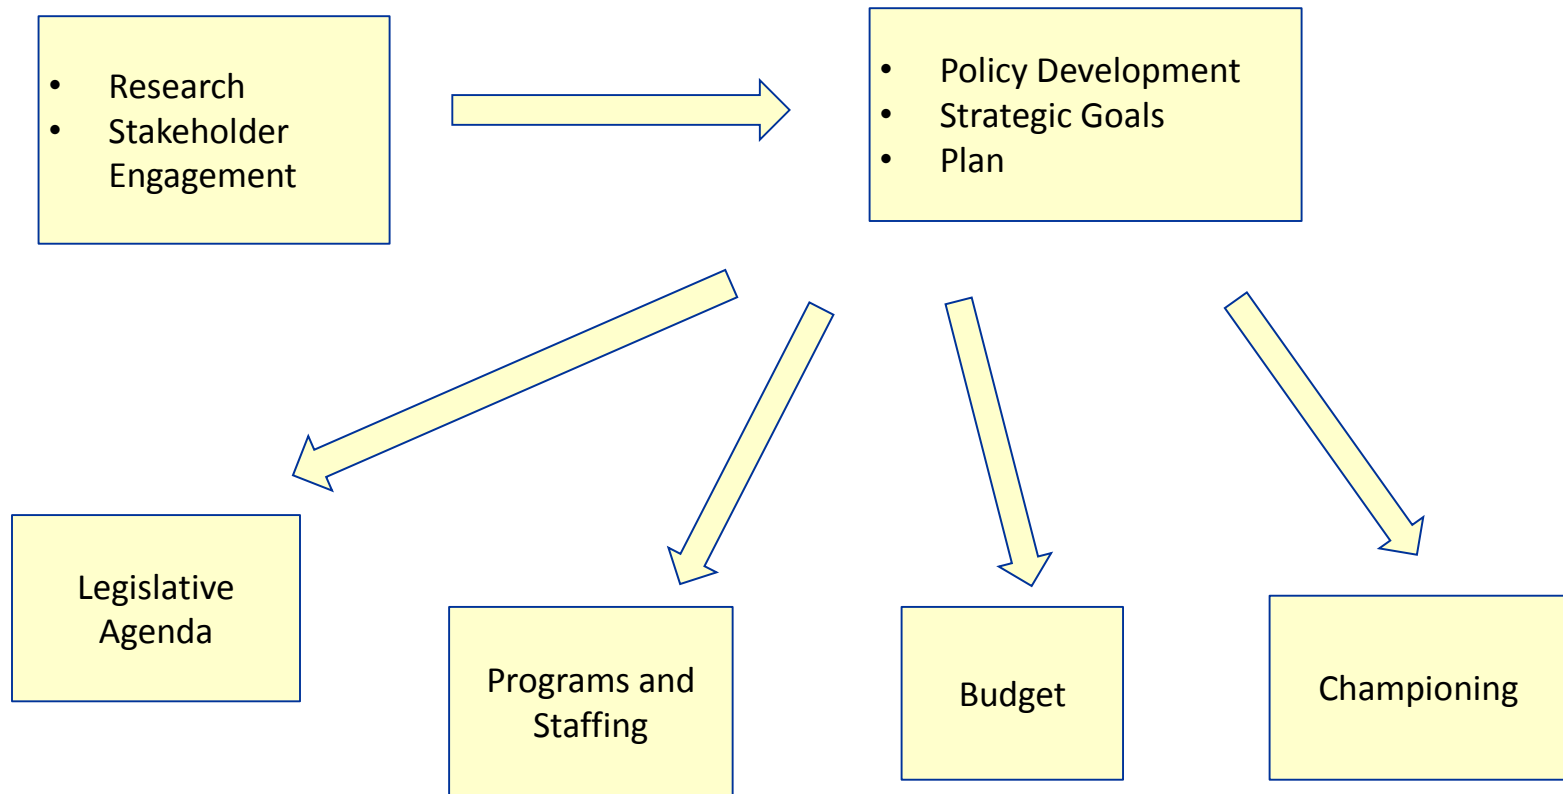 • Research
• Stakeholder
Engagement
• Policy Development
• Strategic Goals
• Plan
Legislative
Agenda
Programs and
Staffing
Budget
Championing